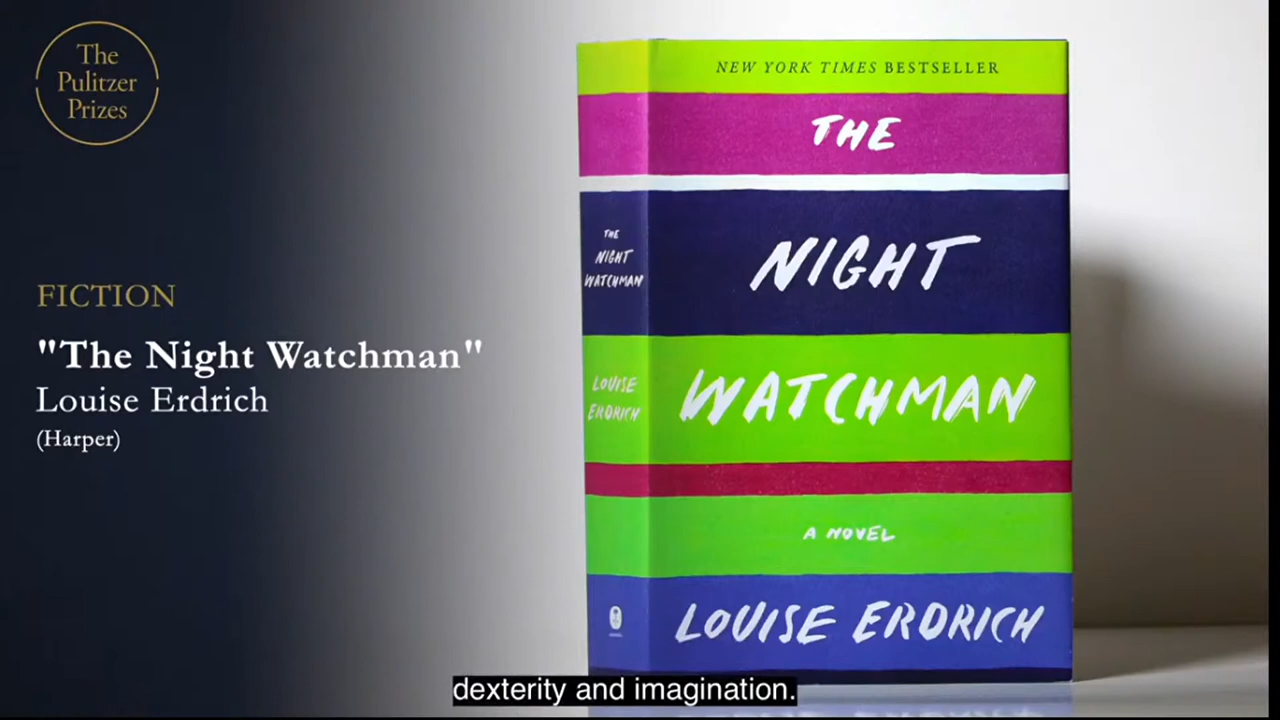 The
Pulitzer
Prizes
FICTION
"The Night Watchman"
Louise Erdrich
(Harper)
NEW YORK TIMES BESTSELLER
THE
NIGHT
WATCHMAN
A NOVEL
LOUISE ERDRICH
THE
NIGHT
WATCHMAN
LOUISE
ERDRICH
dexterity and imagination.